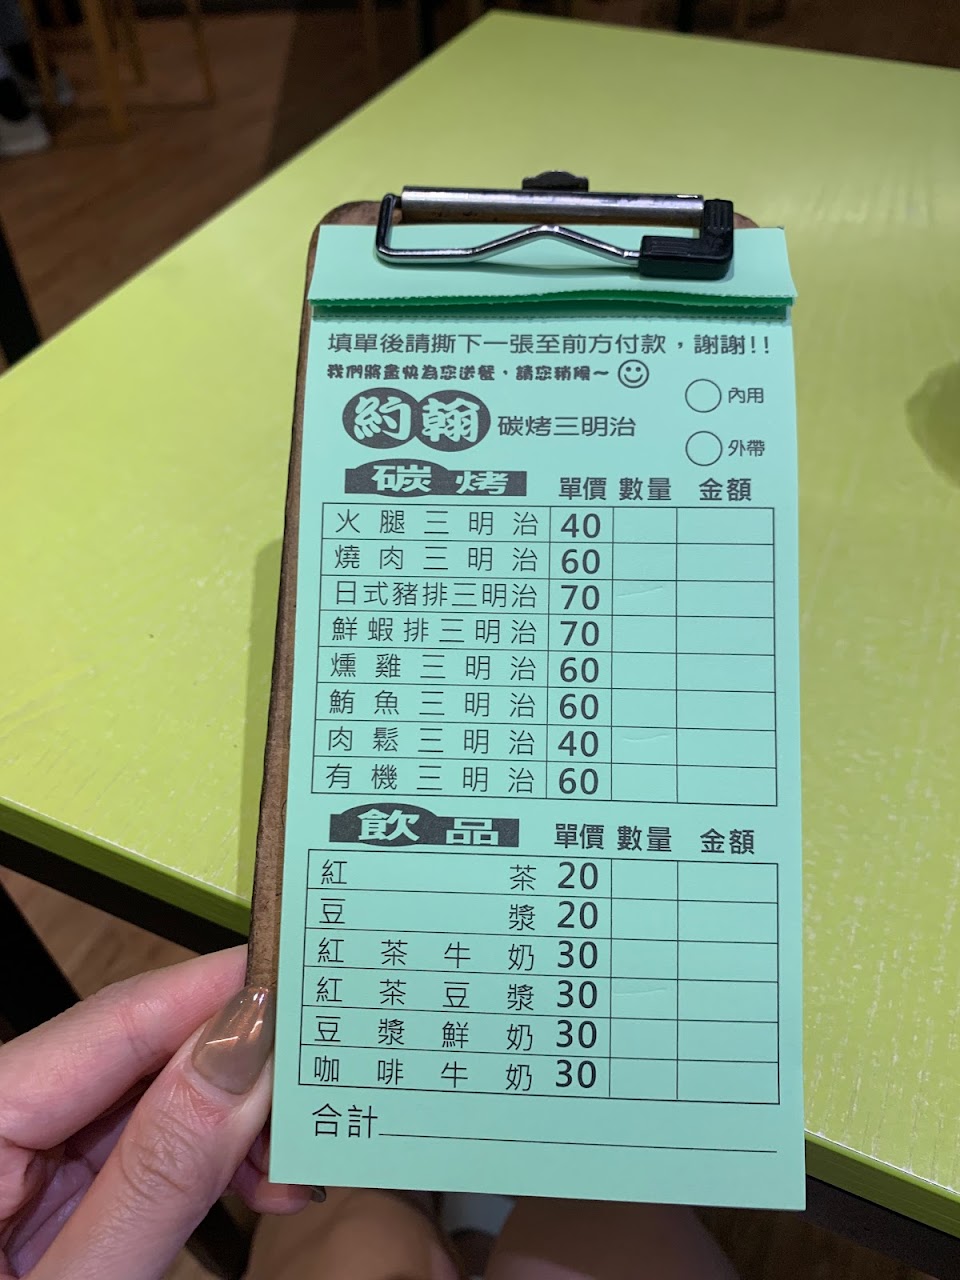 填單後請撕下一張至前方付款，謝謝!!
我們將盡快為您送餐，請您稍候～
內用
約翰 碳烤三明治
外帶
碳烤 單價 數量 金額
火腿三明治 40
燒肉三明治 60
日式豬排三明治 70
鮮蝦排三明治 70
燻雞三明治 60
鮪魚三明治 60
肉鬆三明治 40
有機三明治 60
飲品 單價 數量 金額
紅茶 20
豆漿 20
紅茶牛奶 30
紅茶豆漿 30
豆漿鮮奶 30
咖啡牛奶 30
合計